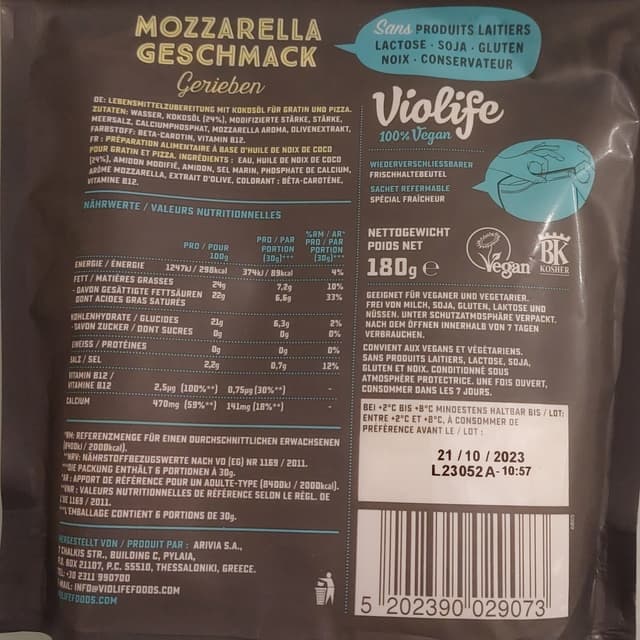 MOZZARELLA
GESCHMACK
Gerieben
Sans PRODUITS LAITIERS
LACTOSE · SOJA · GLUTEN
NOIX · CONSERVATEUR
DE: LEBENSMITTELZUBEREITUNG MIT KOKOSÖL FÜR GRATIN UND PIZZA.
ZUTATEN: WASSER, KOKOSÖL (24%), MODIFIZIERTE STÄRKE, STÄRKE,
MEERSALZ, CALCIUMPHOSPHAT, MOZZARELLA AROMA, OLIVENEXTRAKT,
FARBSTOFF: BETA-CAROTIN, VITAMIN B12.
FR : PRÉPARATION ALIMENTAIRE À BASE D'HUILE DE NOIX DE COCO
POUR GRATIN ET PIZZA. INGRÉDIENTS : EAU, HUILE DE NOIX DE COCO
(24%), AMIDON MODIFIÉ, AMIDON, SEL MARIN, PHOSPHATE DE CALCIUM,
ARÔME MOZZARELLA, EXTRAIT D'OLIVE, COLORANT : BÊTA-CAROTÈNE,
VITAMINE B12.
NÄHRWERTE / VALEURS NUTRITIONNELLES
PRO / POUR
100g
PRO / PAR
PORTION
(30g)***
%RM / AR*
PRO / PAR
PORTION
(30g)***
ENERGIE / ÉNERGIE 1247kJ / 298kcal 374kJ / 89kcal 4%
FETT / MATIÈRES GRASSES 24g 7,2g 10%
- DAVON GESÄTTIGTE FETTSÄUREN 22g 6,6g 33%
DONT ACIDES GRAS SATURÉS
KOHLENHYDRATE / GLUCIDES 21g 6,3g 2%
-DAVON ZUCKER / DONT SUCRES 0g 0g 0%
EIWEISS / PROTÉINES 0g 0g 0%
SALZ / SEL 2,2g 0,7g 12%
VITAMIN B12 /
VITAMINE B12 2,5µg (100%**) 0,75µg (30%**) -
CALCIUM 470mg (59%**) 141mg (18%**) -
*RM: REFERENZMENGE FÜR EINEN DURCHSCHNITTLICHEN ERWACHSENEN
(8400kJ / 2000kcal).
**NRV: NÄHRSTOFFBEZUGSWERTE NACH VO (EG) NR 1169 / 2011.
***DIE PACKUNG ENTHÄLT 6 PORTIONEN À 30g.
*AR : APPORT DE RÉFÉRENCE POUR UN ADULTE-TYPE (8400kJ / 2000kcal).
**VNR : VALEURS NUTRITIONNELLES DE RÉFÉRENCE SELON LE RÈGL. DE
UE 1169 / 2011.
***L'EMBALLAGE CONTIENT 6 PORTIONS DE 30g.
HERGESTELLT VON / PRODUIT PAR : ARIVIA S.A.,
CHALKIS STR., BUILDING C, PYLAIA,
P.O. BOX 21107, P.C. 55510, THESSALONIKI, GREECE.
TEL: +30 2311 990700
E-MAIL: INFO@VIOLIFEFOODS.COM
VIOLIFEFOODS.COM
Violife
100% Vegan
WIEDERVERSCHLIESSBARER
FRISCHHALTEBEUTEL
SACHET REFERMABLE
SPÉCIAL FRAÎCHEUR
NETTOGEWICHT
POIDS NET
180g e
Vegan
BK
KOSHER
GEEIGNET FÜR VEGANER UND VEGETARIER.
FREI VON MILCH, SOJA, GLUTEN, LAKTOSE UND
NÜSSEN. UNTER SCHUTZATMOSPHÄRE VERPACKT.
NACH DEM ÖFFNEN INNERHALB VON 7 TAGEN
VERBRAUCHEN.
CONVIENT AUX VEGANS ET VÉGÉTARIENS.
SANS PRODUITS LAITIERS, LACTOSE, SOJA,
GLUTEN ET NOIX. CONDITIONNÉ SOUS
ATMOSPHÈRE PROTECTRICE. UNE FOIS OUVERT,
CONSOMMER DANS LES 7 JOURS.
BEI +2°C BIS +8°C MINDESTENS HALTBAR BIS / LOT:
ENTRE +2°C ET +8°C, À CONSOMMER DE
PRÉFÉRENCE AVANT LE / LOT :
21 / 10 / 2023
L23052A-10:57
5 202390 029073